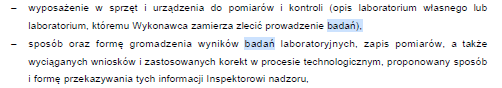 – wyposażenie w sprzęt i urządzenia do pomiarów i kontroli (opis laboratorium własnego lub
laboratorium, któremu Wykonawca zamierza zlecić prowadzenie badań),
– sposób oraz formę gromadzenia wyników badań laboratoryjnych, zapis pomiarów, a także
wyciąganych wniosków i zastosowanych korekt w procesie technologicznym, proponowany sposób
i formę przekazywania tych informacji Inspektorowi nadzoru,